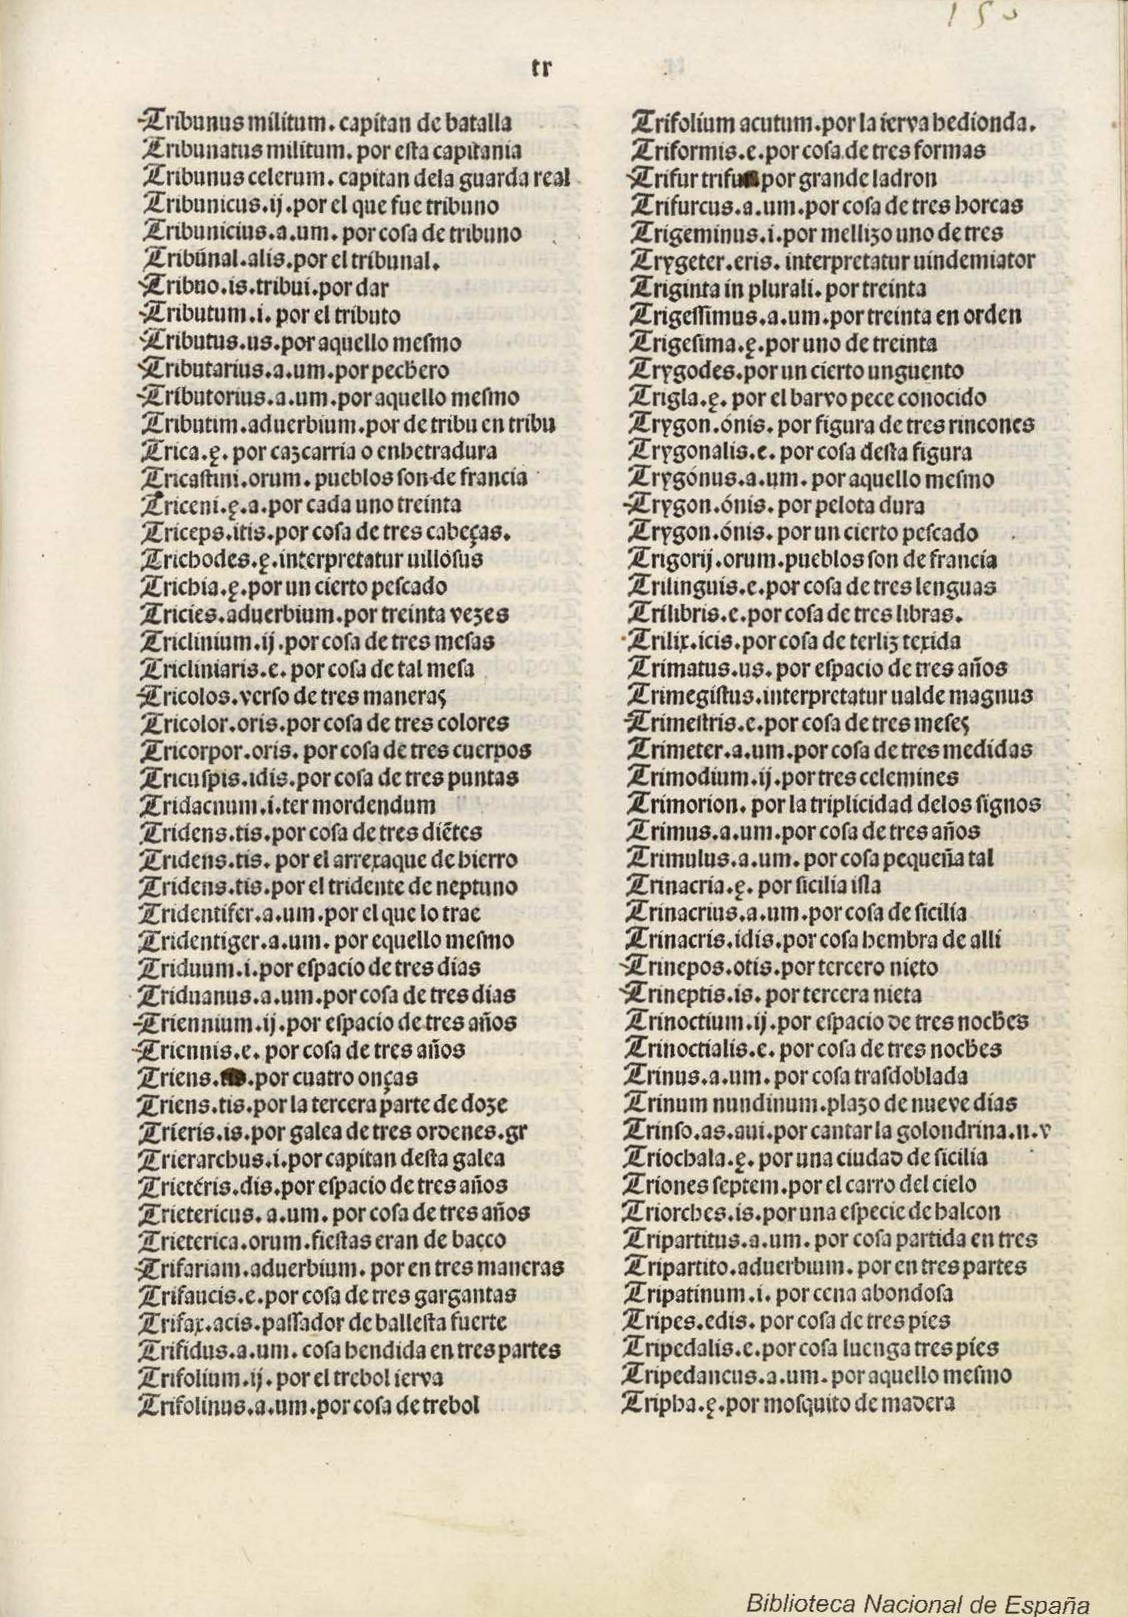 tr
Tribunus militum. capitan de batalla
Tribunatus militum. por esta capitania
Tribunus celerum. capitan dela guarda real
Tribunicus.ij.por el que fue tribuno
Tribunicius.a.um. por cosa de tribuno
Tribūnal.alis.por el tribunal.
Tribuo.is.tribui.por dar
Tributum.i. por el tributo
Tributus.us.por aquello mesmo
Tributarius.a.um.por pechero
Tributorius.a.um.por aquello mesmo
Tributim.aduerbium.por de tribu en tribu
Trica.ę. por cazcarria o enhetradura
Tricastini.orum. pueblos son de francia
Triceni.ę.a.por cada uno treinta
Triceps.itis.por cosa de tres cabeças.
Trichodes.ę.interpretatur uillósus
Trichia.ę.por un cierto pescado
Tricies.aduerbium.por treinta vezes
Triclinium.ij.por cosa de tres mesas
Tricliniaris.e. por cosa de tal mesa
Tricolos.verso de tres maneras
Tricolor.oris.por cosa de tres colores
Tricorpor.oris. por cosa de tres cuerpos
Tricuspis.idis.por cosa de tres puntas
Tridacnum.i.ter mordendum
Tridens.tis.por cosa de tres diētes
Tridens.tis. por el arrexaque de hierro
Tridens.tis.por el tridente de neptuno
Tridentifer.a.um.por el que lo trae
Tridentiger.a.um. por equello mesmo
Triduum.i.por espacio de tres dias
Triduanus.a.um.por cosa de tres dias
Triennium.ij.por espacio de tres años
Triennis.e. por cosa de tres años
Triens. .por cuatro onças
Triens.tis.por la tercera parte de doze
Trieris.is.por galea de tres ordenes.gr
Trierarchus.i.por capitan desta galea
Trietéris.dis.por espacio de tres años
Trietericus.a.um. por cosa de tres años
Trieterica.orum.fiestas eran de bacco
Trifariam.aduerbium. por en tres maneras
Trifaucis.e.por cosa de tres gargantas
Trifax.acis.passador de ballesta fuerte
Trifidus.a.um. cosa hendida en tres partes
Trifolium.ij.por el trebol ierva
Trifolinus.a.um.por cosa de trebol
Trifolium acutum.por la ierva hedionda.
Triformis.e.por cosa de tres formas
Trifur por grande ladron
Trifurcus.a.um.por cosa de tres horcas
Trigeminus.i.por mellizo uno de tres
Trygeter.eris. interpretatur uindemiator
Triginta in plurali.por treinta
Trigessimus.a.um.por treinta en orden
Trigesima.ę.por uno de treinta
Trygodes.por un cierto unguento
Trigla.ę. por el barvo pece conocido
Trygon.ónis. por figura de tres rincones
Trygonalis.e. por cosa desta figura
Trygónus.a.um. por aquello mesmo
Trygon.ónis. por pelota dura
Trygon.ónis. por un cierto pescado
Trigorij.orum.pueblos son de francia
Trilinguis.e.por cosa de tres lenguas
Trilibris.e.por cosa de tres libras.
Trilix.icis.por cosa de terliz texida
Trimatus.us. por espacio de tres años
Trimegistus.interpretatur ualde magnus
Trimestris.e.por cosa de tres meses
Trimeter.a.um.por cosa de tres medidas
Trimodium.ij.por tres celemines
Trimorion. por la triplicidad delos signos
Trimus.a.um.por cosa de tres años
Trimulus.a.um. por cosa pequeña tal
Trinacria.ę. por sicilia isla
Trinacrius.a.um.por cosa de sicilia
Trinacris.idis.por cosa hembra de alli
Trinepos.otis.por tercero nieto
Trineptis.is. por tercera nieta
Trinoctium.ij.por espacio de tres noches
Trinoctialis.e. por cosa de tres noches
Trinus.a.um. por cosa trasdoblada
Trinum nundinum.plazo de nueve dias
Trinso.as.aui.por cantar la golondrina.n.v
Triochala.ę. por una ciudad de sicilia
Triones septem.por el carro del cielo
Triorches.is.por una especie de halcon
Tripartitus.a.um. por cosa partida en tres
Tripartito.aduerbium. por en tres partes
Tripatinum.i. por cena abondosa
Tripes.edis. por cosa de tres pies
Tripedalis.e.por cosa luenga tres pies
Tripedancus.a.um. por aquello mesmo
Tripha.ę.por mosquito de madera
Biblioteca Nacional de España